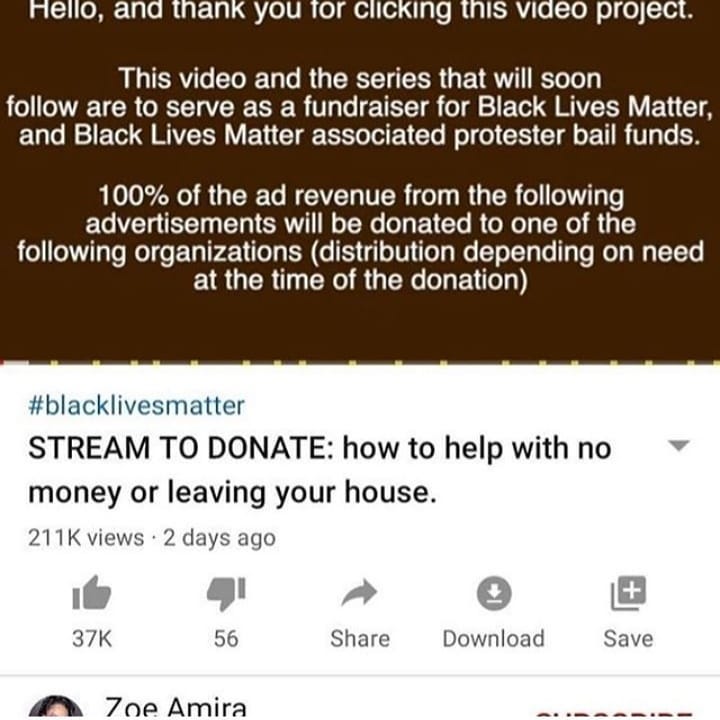 Hello, and thank you for clicking this video project.
This video and the series that will soon
follow are to serve as a fundraiser for Black Lives Matter,
and Black Lives Matter associated protester bail funds.
100% of the ad revenue from the following
advertisements will be donated to one of the
following organizations (distribution depending on need
at the time of the donation)
#blacklivesmatter
STREAM TO DONATE: how to help with no
money or leaving your house.
211K views · 2 days ago
37K
56
Share
Download
Save
Zoe Amira
SUBSCRIBE